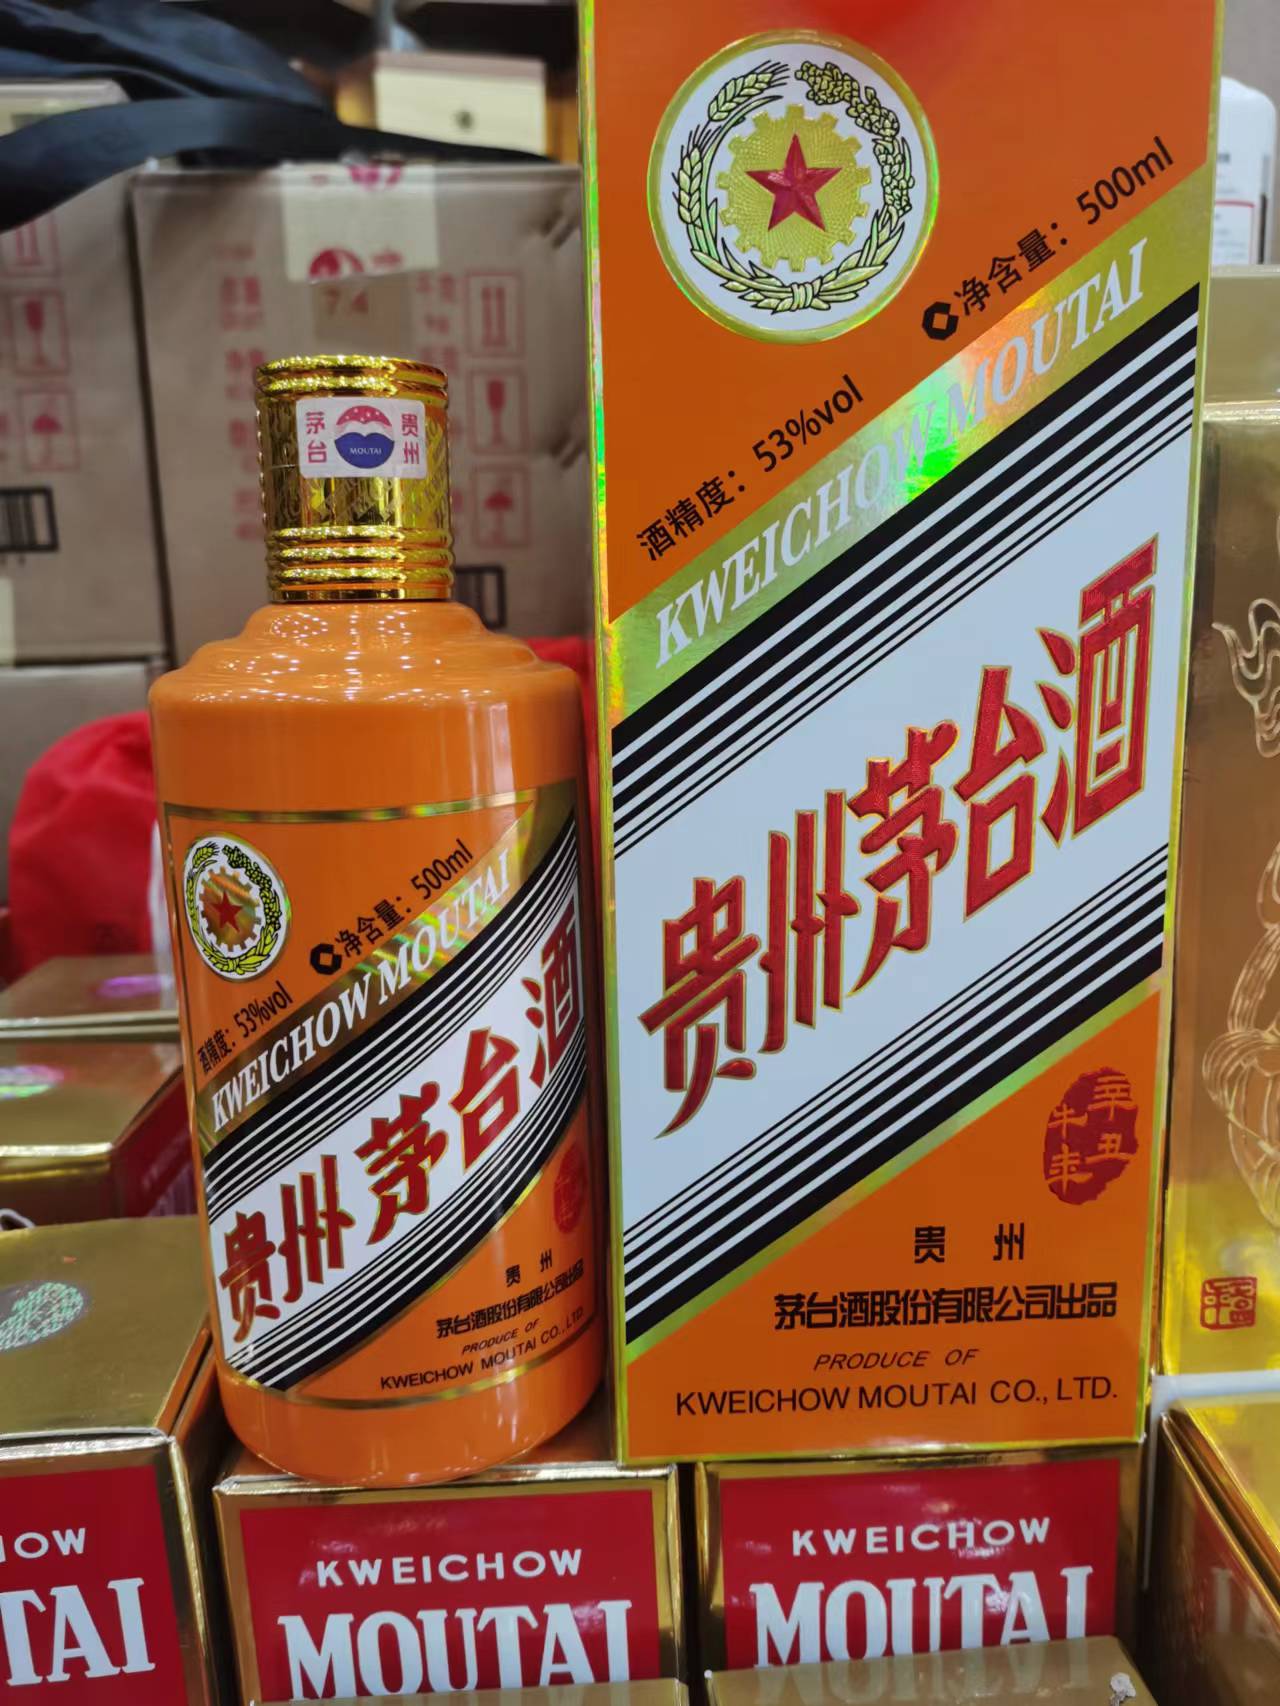 净含量：500ml
酒精度：53%vol
KWEICHOW MOUTAI
贵州茅台酒
辛丑
牛年
贵州
茅台酒股份有限公司出品
PRODUCE OF
KWEICHOW MOUTAI CO., LTD.
贵州
茅台
MOUTAI
净含量：500ml
酒精度：53%vol
KWEICHOW MOUTAI
贵州茅台酒
贵州
茅台酒股份有限公司出品
PRODUCE OF
KWEICHOW MOUTAI CO., LTD.
74
KWEICHOW
MOUTAI
KWEICHOW
MOUTAI
HOW
TAI